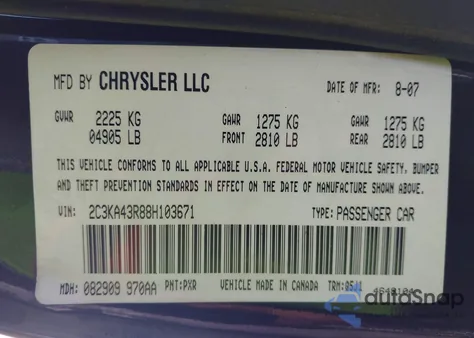 MFD BY CHRYSLER LLC DATE OF MFR: 8-07
GVWR 2225 KG GAWR 1275 KG GAWR 1275 KG
04905 LB FRONT 2810 LB REAR 2810 LB
THIS VEHICLE CONFORMS TO ALL APPLICABLE U.S.A. FEDERAL MOTOR VEHICLE SAFETY, BUMPER
AND THEFT PREVENTION STANDARDS IN EFFECT ON THE DATE OF MANUFACTURE SHOWN ABOVE.
VIN: 2C3KA43R88H103671 TYPE: PASSENGER CAR
MDH: 082909 970AA PNT: PXR VEHICLE MADE IN CANADA TRM:
autoSnap